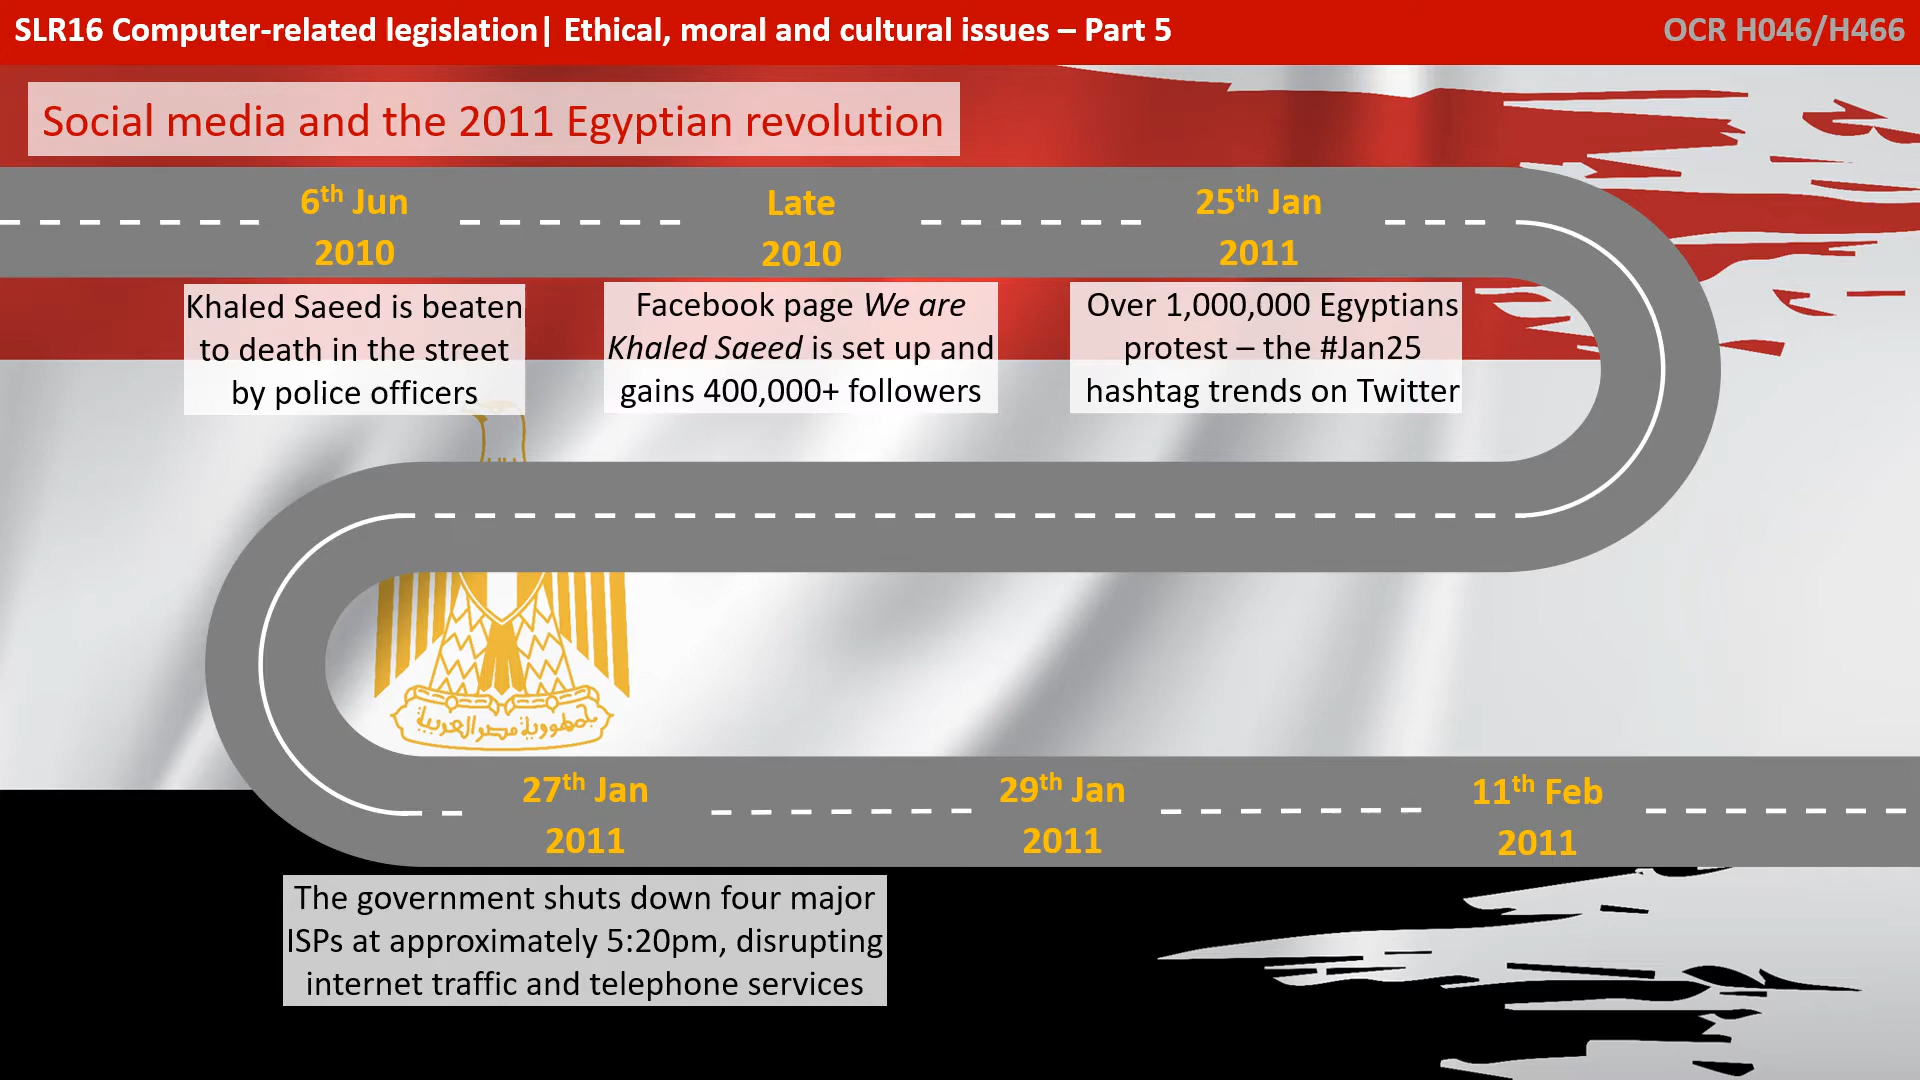 SLR16 Computer-related legislation| Ethical, moral and cultural issues – Part 5
OCR H046/H466
Social media and the 2011 Egyptian revolution
6th Jun
2010
Late
2010
25th Jan
2011
Khaled Saeed is beaten
to death in the street
by police officers
Facebook page We are
Khaled Saeed is set up and
gains 400,000+ followers
Over 1,000,000 Egyptians
protest – the #Jan25
hashtag trends on Twitter
جمهورية مصر العربية
27th Jan
2011
29th Jan
2011
11th Feb
2011
The government shuts down four major
ISPs at approximately 5:20pm, disrupting
internet traffic and telephone services